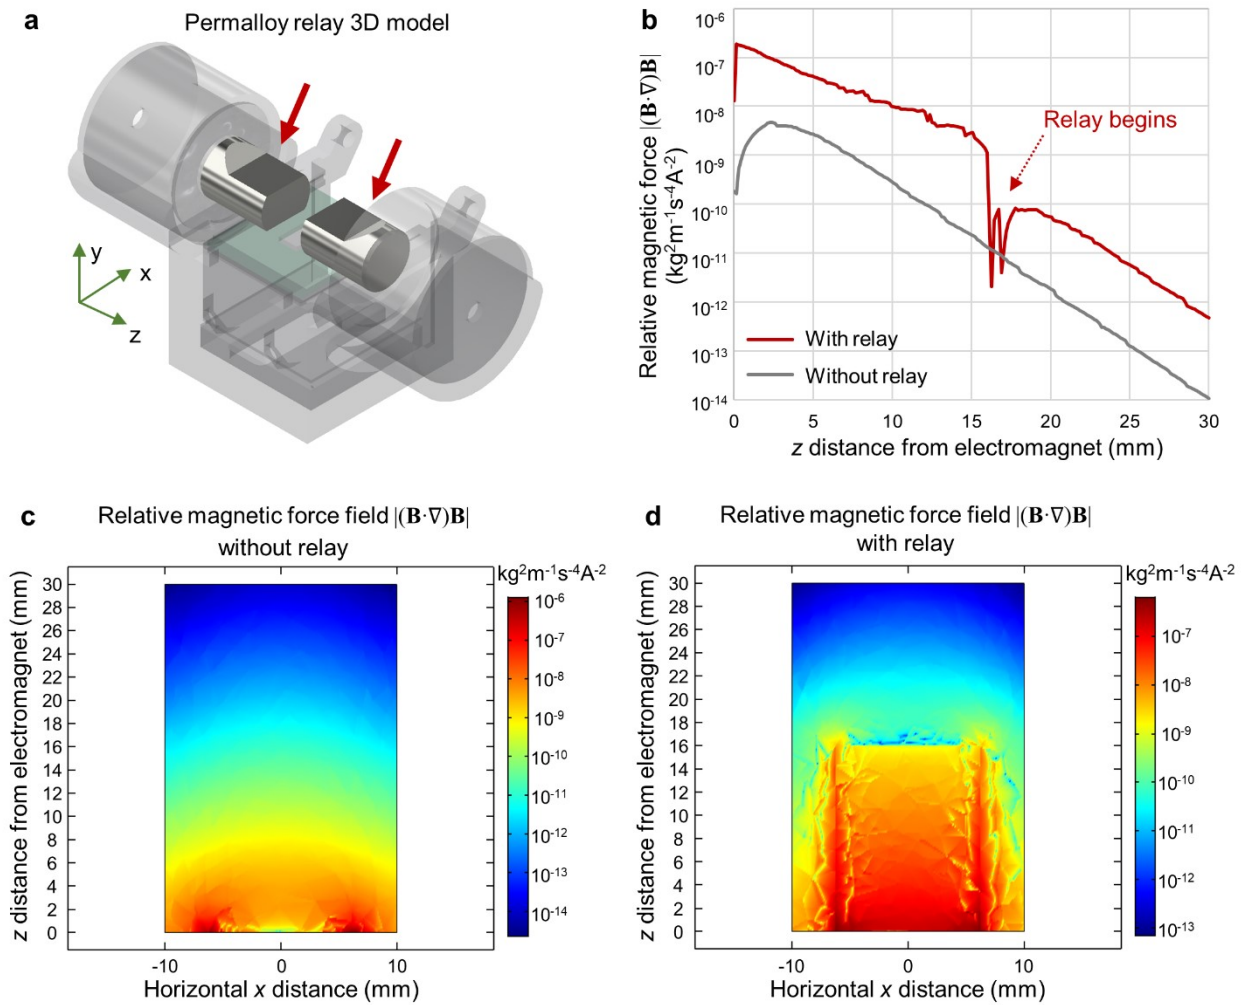 a
Permalloy relay 3D model
y
x
z
b
Relative magnetic force |(B·∇)B|
(kg²m⁻¹s⁻⁴A⁻²)
10⁻⁶
10⁻⁷
10⁻⁸
10⁻⁹
10⁻¹⁰
10⁻¹¹
10⁻¹²
10⁻¹³
10⁻¹⁴
Relay begins
With relay
Without relay
0 5 10 15 20 25 30
z distance from electromagnet (mm)
c
Relative magnetic force field |(B·∇)B|
without relay
kg²m⁻¹s⁻⁴A⁻²
z distance from electromagnet (mm)
30
28
26
24
22
20
18
16
14
12
10
8
6
4
2
0
10⁻⁶
10⁻⁷
10⁻⁸
10⁻⁹
10⁻¹⁰
10⁻¹¹
10⁻¹²
10⁻¹³
10⁻¹⁴
-10 0 10
Horizontal x distance (mm)
d
Relative magnetic force field |(B·∇)B|
with relay
kg²m⁻¹s⁻⁴A⁻²
z distance from electromagnet (mm)
30
28
26
24
22
20
18
16
14
12
10
8
6
4
2
0
10⁻⁷
10⁻⁸
10⁻⁹
10⁻¹⁰
10⁻¹¹
10⁻¹²
10⁻¹³
-10 0 10
Horizontal x distance (mm)